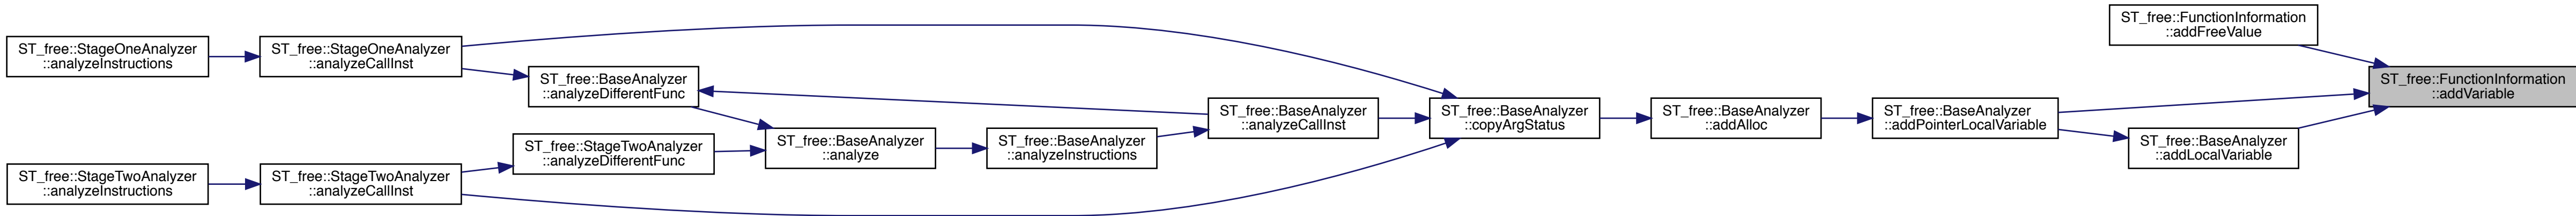 ST_free::StageOneAnalyzer
::analyzeInstructions
ST_free::StageOneAnalyzer
::analyzeCallInst
ST_free::BaseAnalyzer
::analyzeDifferentFunc
ST_free::StageTwoAnalyzer
::analyzeInstructions
ST_free::StageTwoAnalyzer
::analyzeCallInst
ST_free::StageTwoAnalyzer
::analyzeDifferentFunc
ST_free::BaseAnalyzer
::analyze
ST_free::BaseAnalyzer
::analyzeInstructions
ST_free::BaseAnalyzer
::analyzeCallInst
ST_free::BaseAnalyzer
::copyArgStatus
ST_free::BaseAnalyzer
::addAlloc
ST_free::BaseAnalyzer
::addPointerLocalVariable
ST_free::FunctionInformation
::addFreeValue
ST_free::BaseAnalyzer
::addLocalVariable
ST_free::FunctionInformation
::addVariable